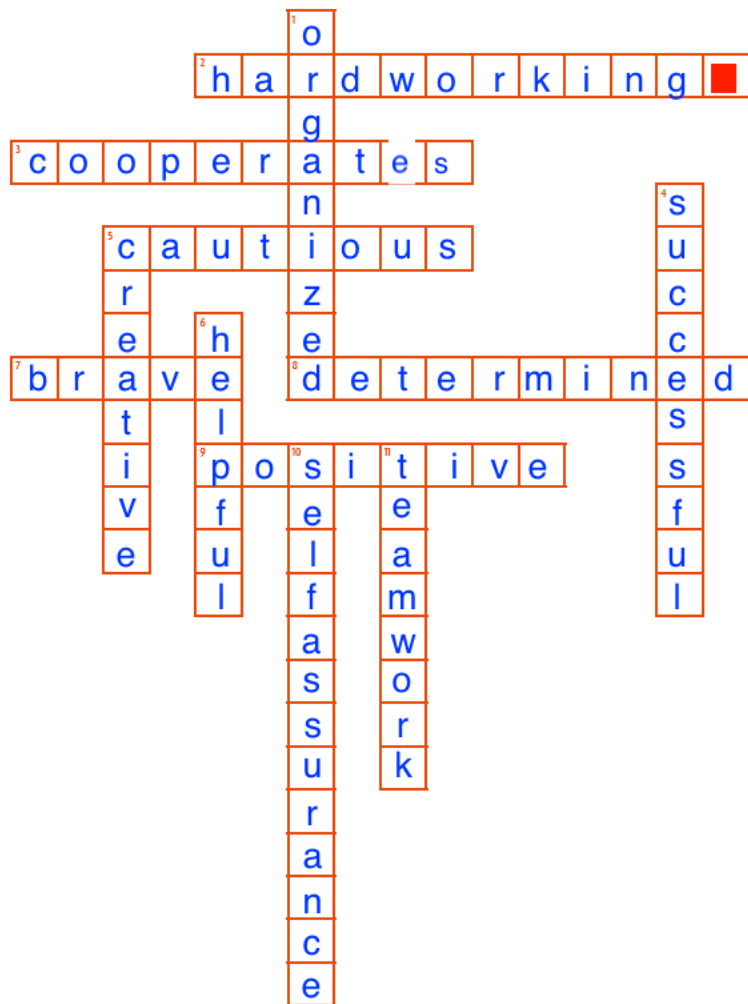 1 organized
2 hardworking
3 cooperates
4 successful
5 cautious
creative
6 helpful
7 brave
8 determined
9 positive
10 selfassurance
11 teamwork